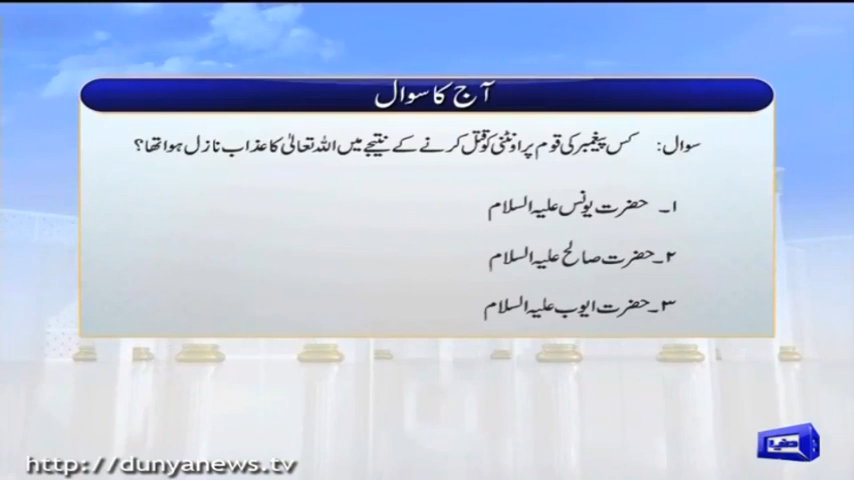 آج کا سوال
سوال: کس پیغمبر کی قوم پر اونٹنی کو قتل کرنے کے نتیجے میں اللہ تعالیٰ کا عذاب نازل ہوا تھا؟
۱۔ حضرت یونس علیہ السلام
۲۔ حضرت صالح علیہ السلام
۳۔ حضرت ایوب علیہ السلام
دنیا
http://dunyanews.tv